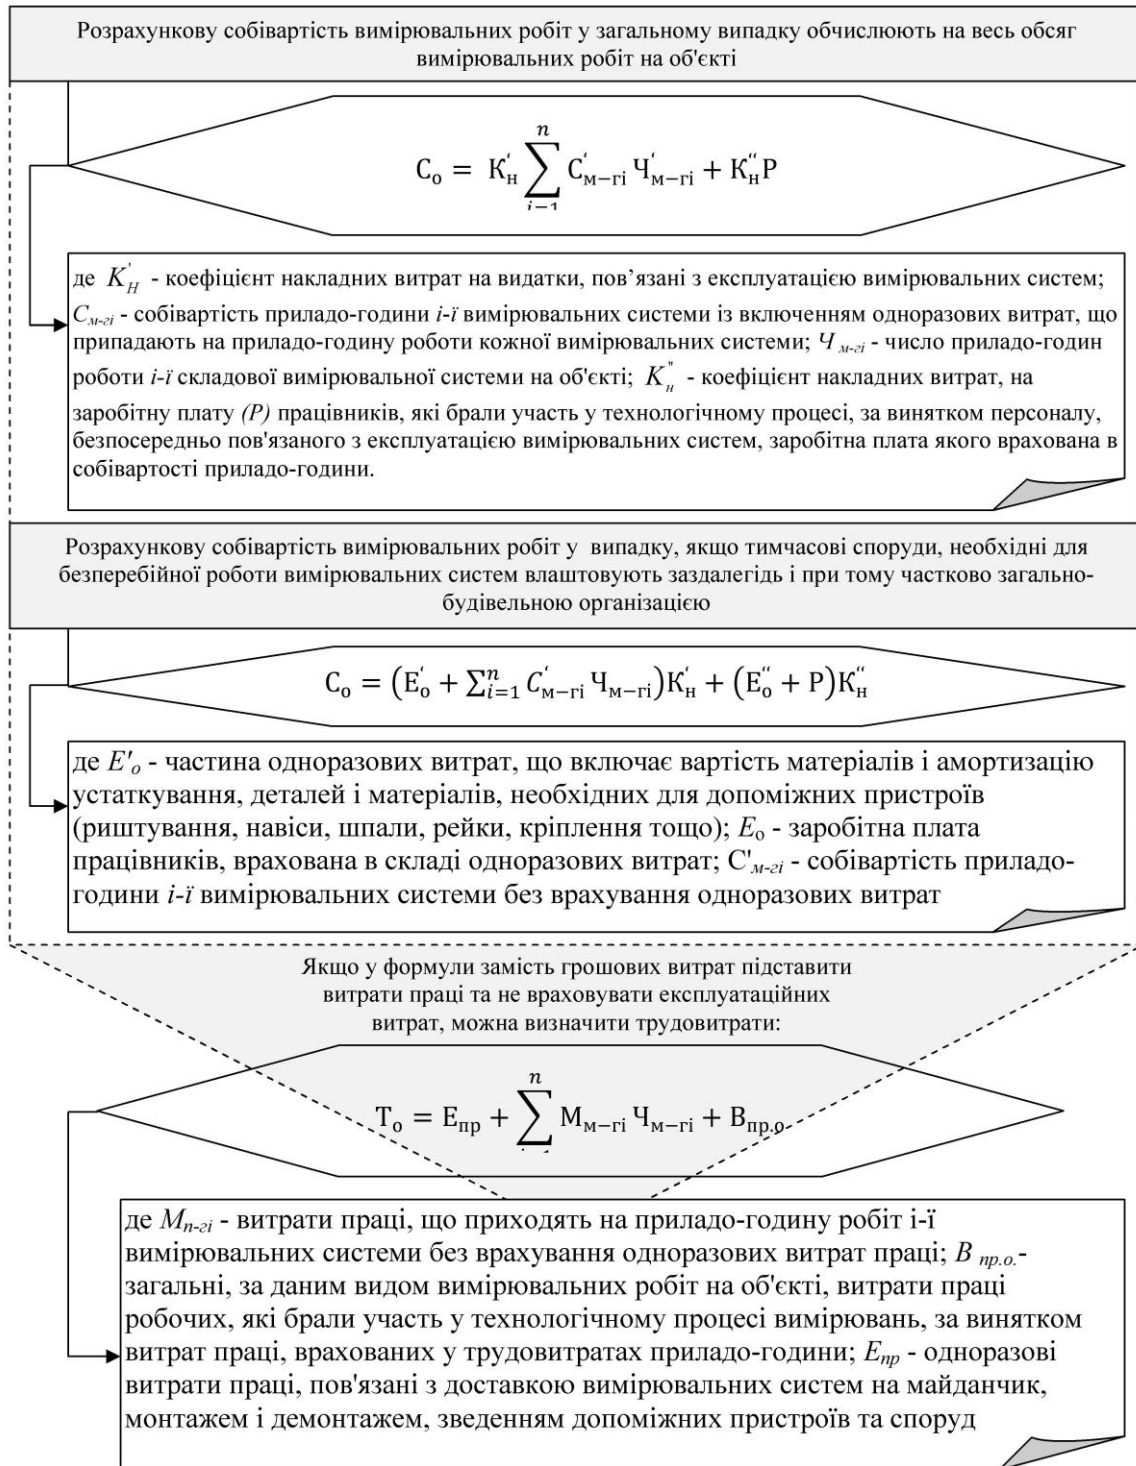 Розрахункову собівартість вимірювальних робіт у загальному випадку обчислюють на весь обсяг
вимірювальних робіт на об'єкті
Cₒ = К‘н ∑ⁿᵢ₌₁ С‘м−гі Ч‘м−гі + К“нР
де K'H - коефіцієнт накладних витрат на видатки, пов’язані з експлуатацією вимірювальних систем;
Cм-гі - собівартість приладо-години і-ї вимірювальних системи із включенням одноразових витрат, що
припадають на приладо-годину роботи кожної вимірювальних системи; Ч м-гі - число приладо-годин
роботи і-ї складової вимірювальної системи на об'єкті; K"н - коефіцієнт накладних витрат, на
заробітну плату (Р) працівників, які брали участь у технологічному процесі, за винятком персоналу,
безпосередньо пов'язаного з експлуатацією вимірювальних систем, заробітна плата якого врахована в
собівартості приладо-години.
Розрахункову собівартість вимірювальних робіт у випадку, якщо тимчасові споруди, необхідні для
безперебійної роботи вимірювальних систем влаштовують заздалегідь і при тому частково загально-
будівельною організацією
Cₒ = (Е‘о + ∑ⁿᵢ₌₁ C‘м−гі Чм−гі)К‘н + (Е“о + Р)К“н
де E'о - частина одноразових витрат, що включає вартість матеріалів і амортизацію
устаткування, деталей і матеріалів, необхідних для допоміжних пристроїв
(риштування, навіси, шпали, рейки, кріплення тощо); Eо - заробітна плата
працівників, врахована в складі одноразових витрат; С'м-гі - собівартість приладо-
години і-ї вимірювальних системи без врахування одноразових витрат
Якщо у формули замість грошових витрат підставити
витрати праці та не враховувати експлуатаційних
витрат, можна визначити трудовитрати:
Tₒ = Епр + ∑ⁿ Мм−гі Чм−гі + Впр.о
де Mп-гі - витрати праці, що приходять на приладо-годину робіт і-ї
вимірювальних системи без врахування одноразових витрат праці; В пр.о.-
загальні, за даним видом вимірювальних робіт на об'єкті, витрати праці
робочих, які брали участь у технологічному процесі вимірювань, за винятком
витрат праці, врахованих у трудовитратах приладо-години; Eпр - одноразові
витрати праці, пов'язані з доставкою вимірювальних систем на майданчик,
монтажем і демонтажем, зведенням допоміжних пристроїв та споруд